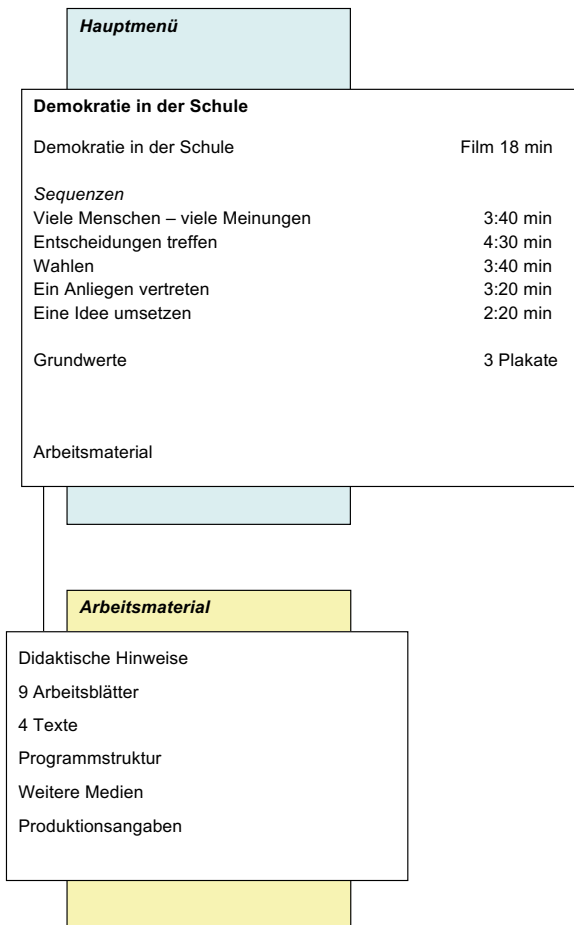 Hauptmenü
Demokratie in der Schule
Demokratie in der Schule Film 18 min
Sequenzen
Viele Menschen – viele Meinungen 3:40 min
Entscheidungen treffen 4:30 min
Wahlen 3:40 min
Ein Anliegen vertreten 3:20 min
Eine Idee umsetzen 2:20 min
Grundwerte 3 Plakate
Arbeitsmaterial
Arbeitsmaterial
Didaktische Hinweise
9 Arbeitsblätter
4 Texte
Programmstruktur
Weitere Medien
Produktionsangaben